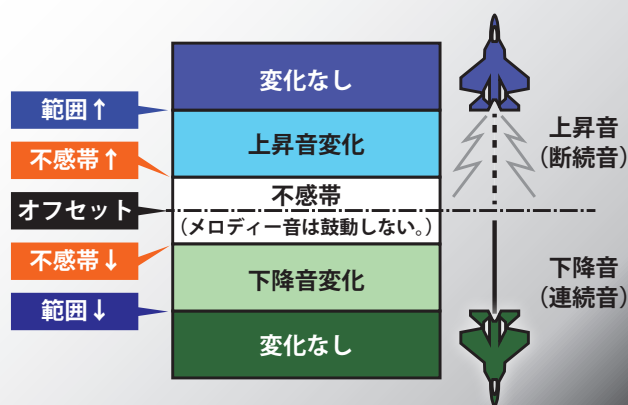 変化なし
範囲↑
上昇音変化
上昇音
(断続音)
不感帯↑
不感帯
オフセット
(メロディー音は鼓動しない。)
不感帯↓
下降音変化
下降音
(連続音)
範囲↓
変化なし